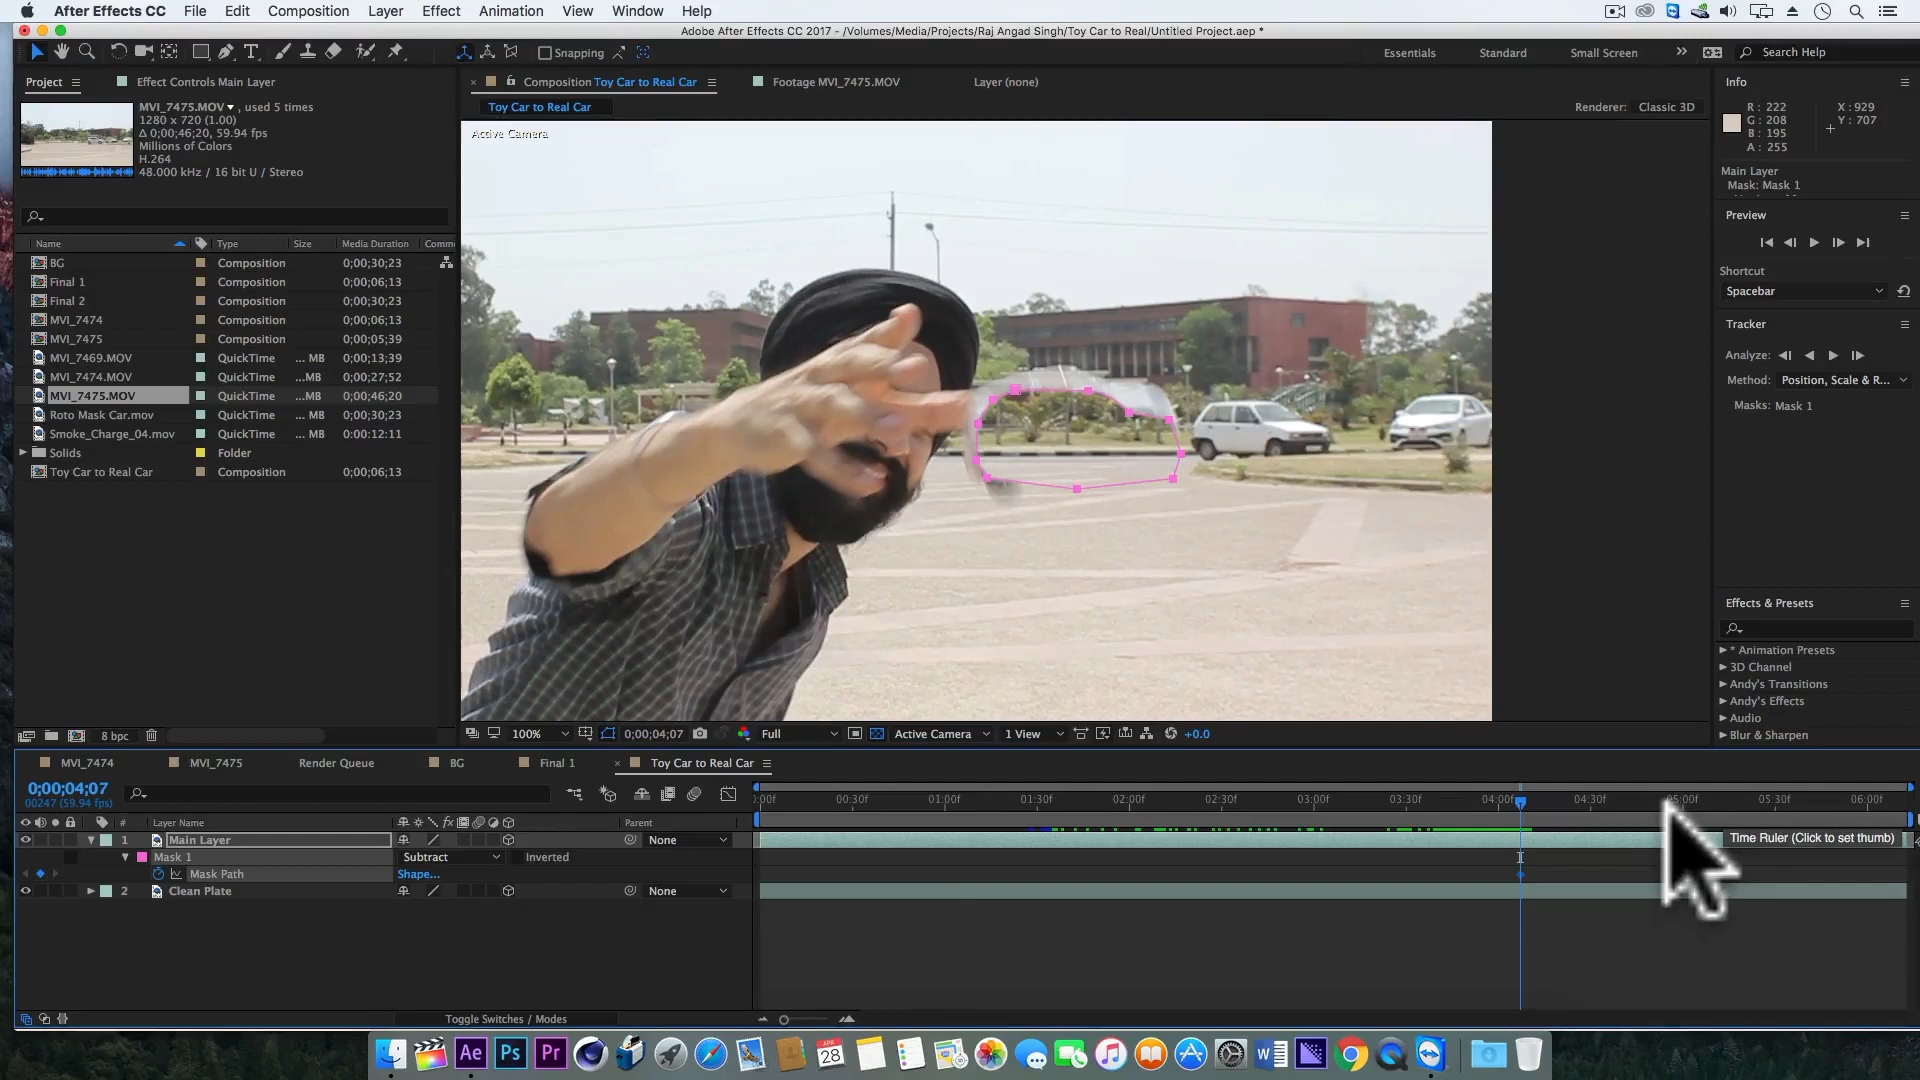 After Effects CC File Edit Composition Layer Effect Animation View Window Help
Adobe After Effects CC 2017 - /Volumes/Media/Projects/Raj Angad Singh/Toy Car to Real/Untitled Project.aep *
Snapping
Essentials Standard Small Screen Search Help
Project Effect Controls Main Layer
Composition Toy Car to Real Car Footage MVI_7475.MOV Layer (none)
Toy Car to Real Car Renderer: Classic 3D
MVI_7475.MOV , used 5 times
1280 x 720 (1.00)
Δ 0;00;46;20, 59.94 fps)
Millions of Colors
H.264
48.000 kHz / 16 bit U / Stereo
Name Type Size Media Duration Comme
BG Composition 0;00;30;23
Final 1 Composition 0;00;06;13
Final 2 Composition 0;00;30;23
MVI_7474 Composition 0;00;06;13
MVI_7475 Composition 0;00;05;39
MVI_7469.MOV QuickTime ... MB 0;00;13;39
MVI_7474.MOV QuickTime ...MB 0;00;27;52
MVI_7475.MOV QuickTime ...MB 0;00;46;20
Roto Mask Car.mov QuickTime ... MB 0;00;30;23
Smoke_Charge_04.mov QuickTime ... MB 0:00:12:11
Solids Folder
Toy Car to Real Car Composition 0;00;06;13
8 bpc
Active Camera
100% 0;00;04;07 Full Active Camera 1 View +0.0
Info
R : 222 X : 929
G : 208 Y : 707
B : 195
A : 255
Main Layer
Mask: Mask 1
Preview
Shortcut
Spacebar
Tracker
Analyze:
Method: Position, Scale & R...
Masks: Mask 1
Effects & Presets
* Animation Presets
3D Channel
Andy's Transitions
Andy's Effects
Audio
Blur & Sharpen
MVI_7474 MVI_7475 Render Queue BG Final 1 Toy Car to Real Car
0;00;04;07
00247 (59.94 fps)
:00f 00:30f 01:00f 01:30f 02:00f 02:30f 03:00f 03:30f 04:00f 04:30f 05:00f 05:30f 06:00f
# Layer Name fx Parent
1 Main Layer None
Mask 1 Subtract Inverted
Mask Path Shape...
2 Clean Plate None
Time Ruler (Click to set thumb)
Toggle Switches / Modes
Ae Ps Pr APR 28 W